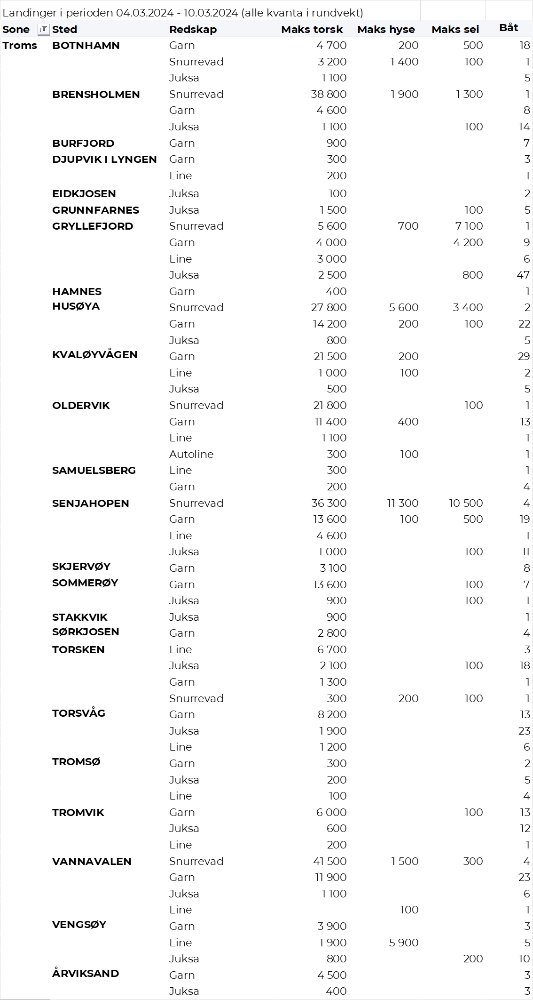 Landinger i perioden 04.03.2024 - 10.03.2024 (alle kvanta i rundvekt)
Sone Sted Redskap Maks torsk Maks hyse Maks sei Båt
Troms BOTNHAMN Garn 4 700 200 500 18
Snurrevad 3 200 1 400 100 1
Juksa 1 100 5
BRENSHOLMEN Snurrevad 38 800 1 900 1 300 1
Garn 4 600 8
Juksa 1 100 100 14
BURFJORD Garn 900 7
DJUPVIK I LYNGEN Garn 300 3
Line 200 1
EIDKJOSEN Juksa 100 2
GRUNNFARNES Juksa 1 500 100 5
GRYLLEFJORD Snurrevad 5 600 700 7 100 1
Garn 4 000 4 200 9
Line 3 000 6
Juksa 2 500 800 47
HAMNES Garn 400 1
HUSØYA Snurrevad 27 800 5 600 3 400 2
Garn 14 200 200 100 22
Juksa 800 5
KVALØYVÅGEN Garn 21 500 200 29
Line 1 000 100 2
Juksa 500 5
OLDERVIK Snurrevad 21 800 100 1
Garn 11 400 400 13
Line 1 100 1
Autoline 300 100 1
SAMUELSBERG Line 300 1
Garn 200 4
SENJAHOPEN Snurrevad 36 300 11 300 10 500 4
Garn 13 600 100 500 19
Line 4 600 1
Juksa 1 000 100 11
SKJERVØY Garn 3 100 8
SOMMERØY Garn 13 600 100 7
Juksa 900 100 1
STAKKVIK Juksa 900 1
SØRKJOSEN Garn 2 800 4
TORSKEN Line 6 700 3
Juksa 2 100 100 18
Garn 1 300 1
Snurrevad 300 200 100 1
TORSVÅG Garn 8 200 13
Juksa 1 900 23
Line 1 200 6
TROMSØ Garn 300 2
Juksa 200 5
Line 100 4
TROMVIK Garn 6 000 100 13
Juksa 600 12
Line 200 1
VANNAVALEN Snurrevad 41 500 1 500 300 4
Garn 11 900 23
Juksa 1 100 6
Line 100 1
VENGSØY Garn 3 900 3
Line 1 900 5 900 5
Juksa 800 200 10
ÅRVIKSAND Garn 4 500 3
Juksa 400 3